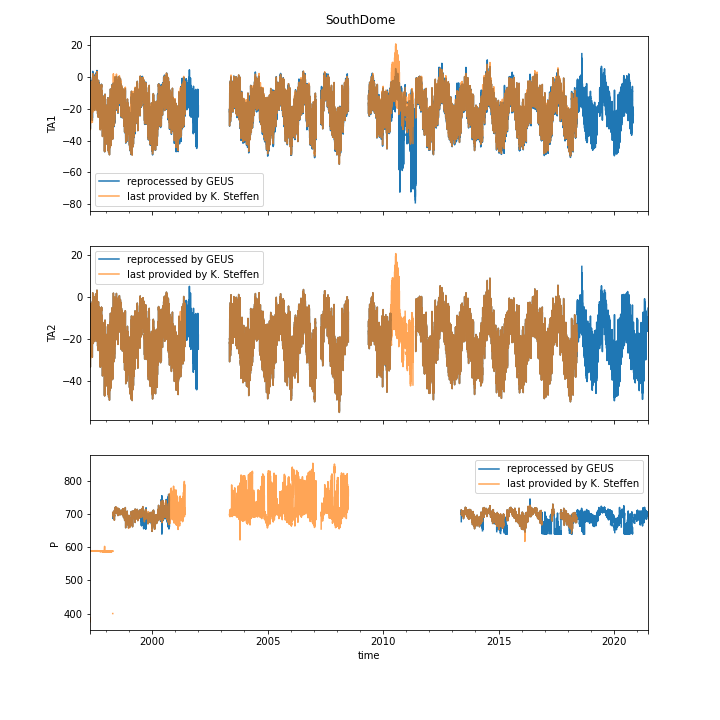 SouthDome
20
0
−20
−40
−60
−80
TA1
reprocessed by GEUS
last provided by K. Steffen
20
0
−20
−40
TA2
reprocessed by GEUS
last provided by K. Steffen
800
700
600
500
400
P
reprocessed by GEUS
last provided by K. Steffen
2000 2005 2010 2015 2020
time